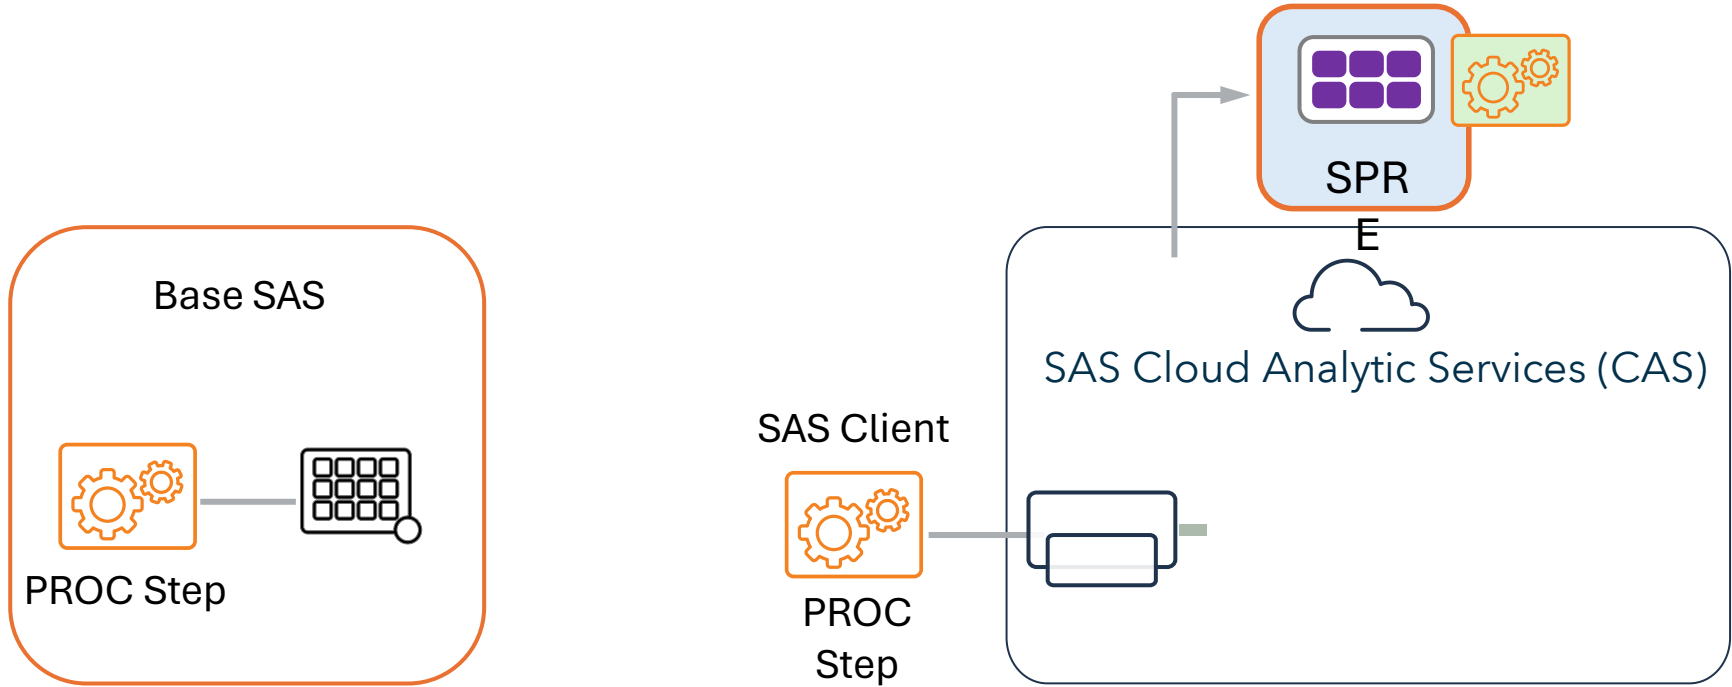 SPR
E
Base SAS
SAS Cloud Analytic Services (CAS)
SAS Client
PROC Step
PROC
Step